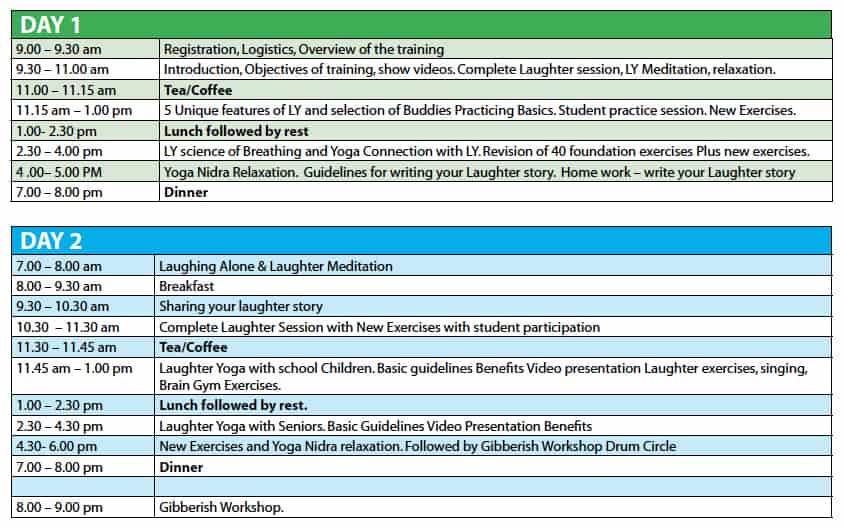 DAY 1
9.00 – 9.30 am Registration, Logistics, Overview of the training
9.30 – 11.00 am Introduction, Objectives of training, show videos. Complete Laughter session, LY Meditation, relaxation.
11.00 – 11.15 am Tea/Coffee
11.15 am – 1.00 pm 5 Unique features of LY and selection of Buddies Practicing Basics. Student practice session. New Exercises.
1.00- 2.30 pm Lunch followed by rest
2.30 – 4.00 pm LY science of Breathing and Yoga Connection with LY. Revision of 40 foundation exercises Plus new exercises.
4 .00– 5.00 PM Yoga Nidra Relaxation. Guidelines for writing your Laughter story. Home work – write your Laughter story
7.00 – 8.00 pm Dinner
DAY 2
7.00 – 8.00 am Laughing Alone & Laughter Meditation
8.00 – 9.30 am Breakfast
9.30 – 10.30 am Sharing your laughter story
10.30 – 11.30 am Complete Laughter Session with New Exercises with student participation
11.30 – 11.45 am Tea/Coffee
11.45 am – 1.00 pm Laughter Yoga with school Children. Basic guidelines Benefits Video presentation Laughter exercises, singing,
Brain Gym Exercises.
1.00 – 2.30 pm Lunch followed by rest.
2.30 – 4.30 pm Laughter Yoga with Seniors. Basic Guidelines Video Presentation Benefits
4.30- 6.00 pm New Exercises and Yoga Nidra relaxation. Followed by Gibberish Workshop Drum Circle
7.00 – 8.00 pm Dinner
8.00 – 9.00 pm Gibberish Workshop.